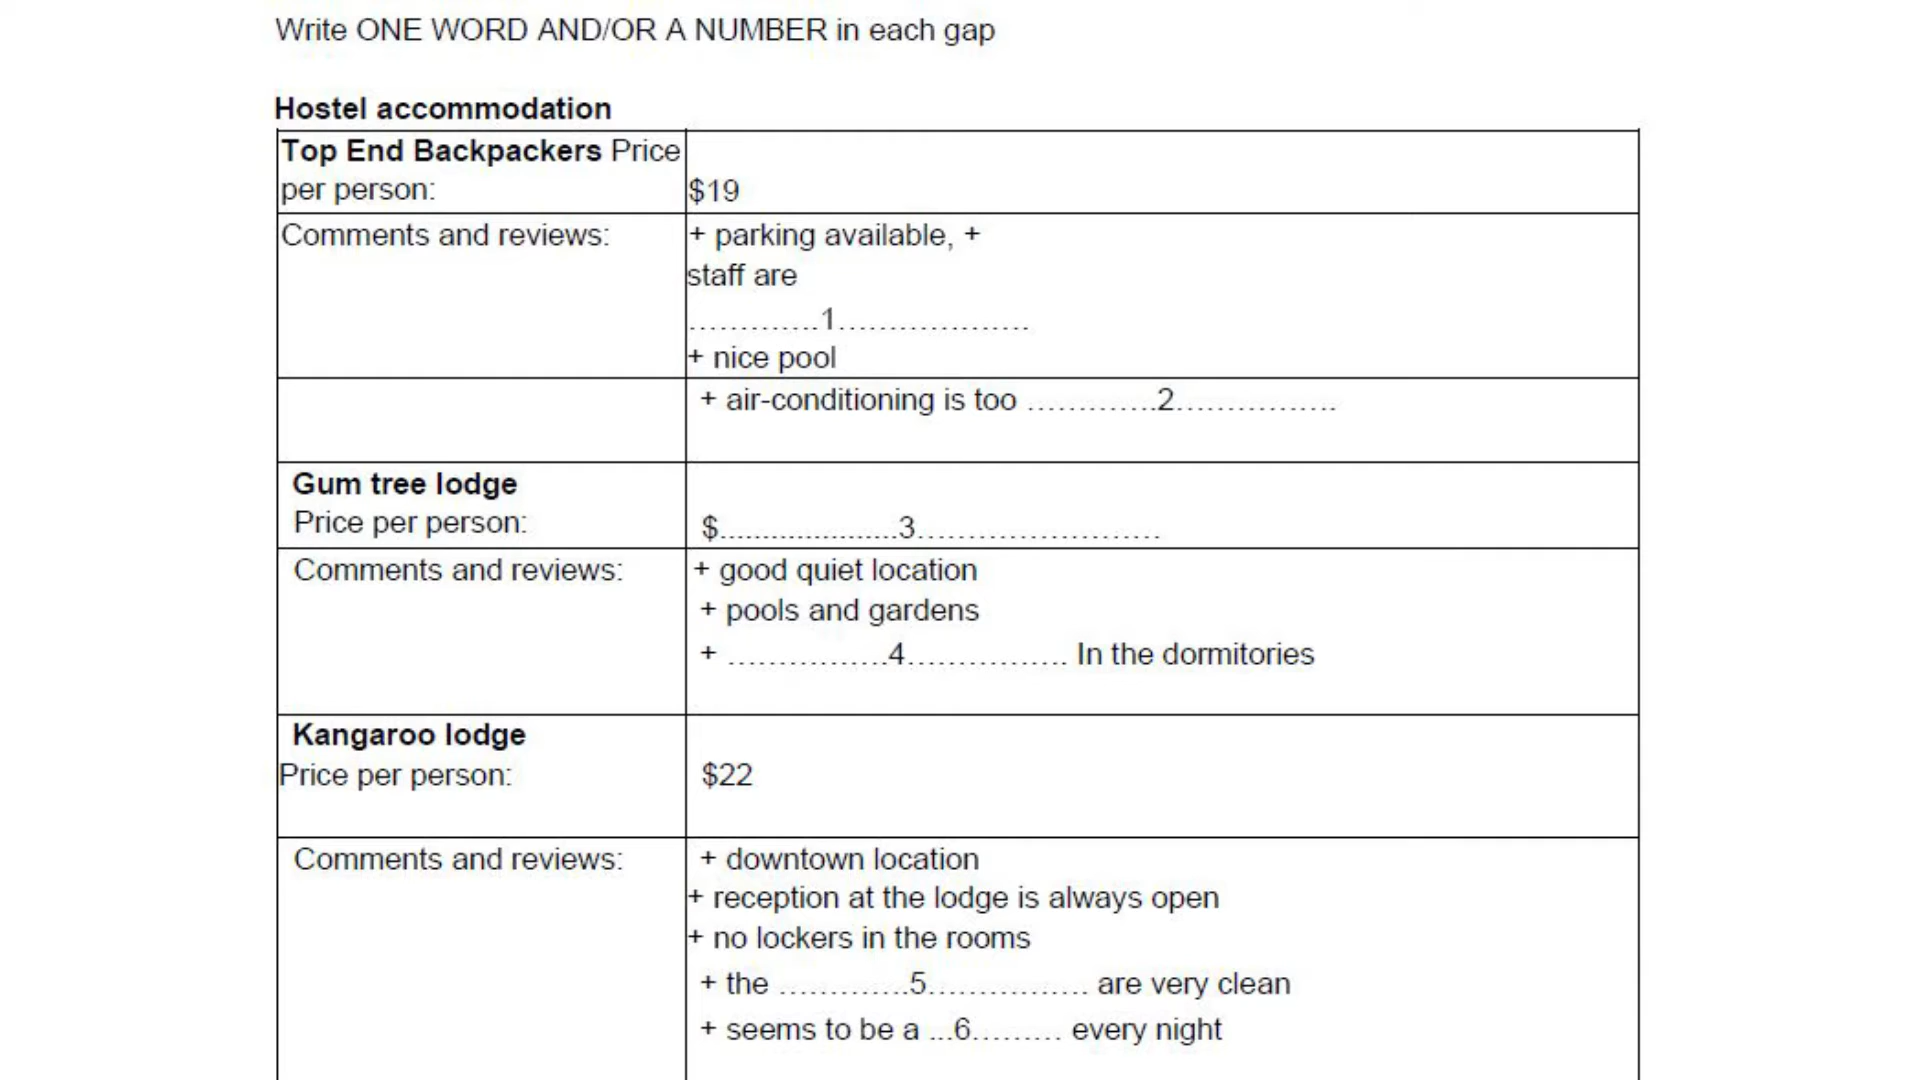 Write ONE WORD AND/OR A NUMBER in each gap
Hostel accommodation
Top End Backpackers Price
per person:
$19
Comments and reviews:
+ parking available, +
staff are
………….1……………….
+ nice pool
+ air-conditioning is too ………….2…………….
Gum tree lodge
Price per person:
$.....................3……………………
Comments and reviews:
+ good quiet location
+ pools and gardens
+ …………….4……………. In the dormitories
Kangaroo lodge
Price per person:
$22
Comments and reviews:
+ downtown location
+ reception at the lodge is always open
+ no lockers in the rooms
+ the ………….5……………. are very clean
+ seems to be a ...6……… every night